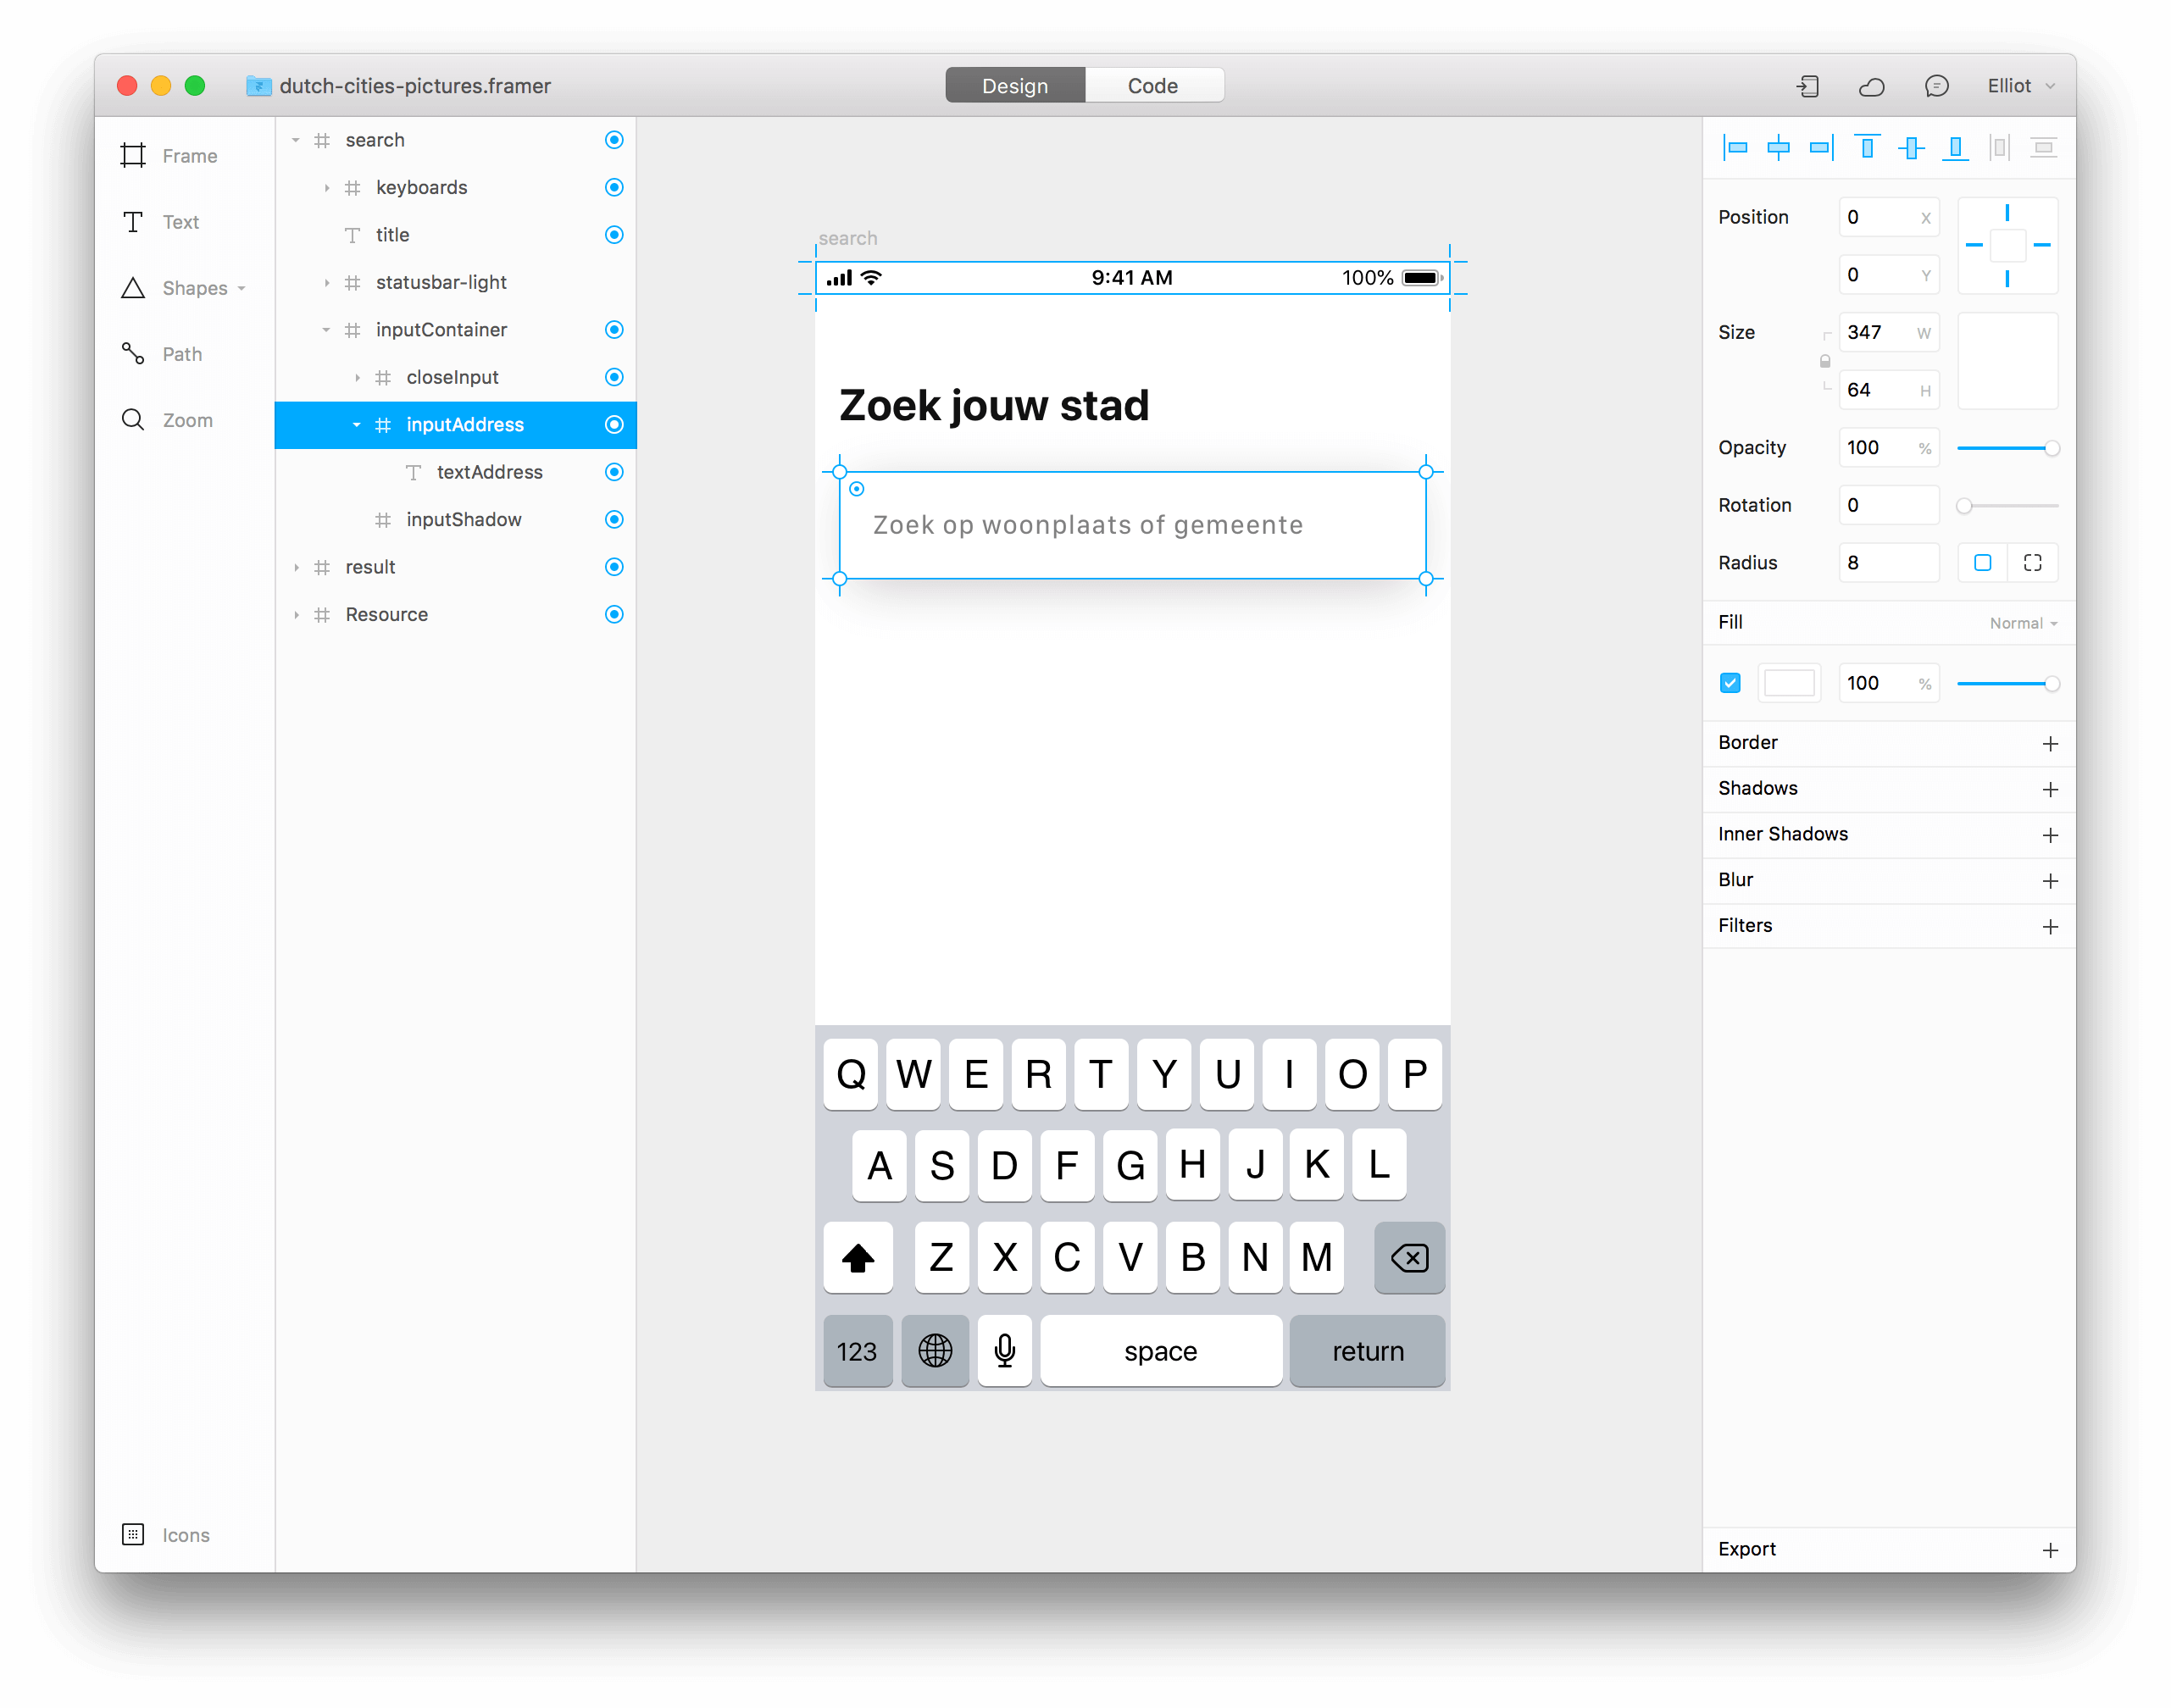 dutch-cities-pictures.framer
Design
Code
Elliot
Frame
Text
Shapes
Path
Zoom
Icons
search
keyboards
title
statusbar-light
inputContainer
closeInput
inputAddress
textAddress
inputShadow
result
Resource
search
9:41 AM
100%
Zoek jouw stad
Zoek op woonplaats of gemeente
Q W E R T Y U I O P
A S D F G H J K L
Z X C V B N M
123 space return
Position 0 X
0 Y
Size 347 W
64 H
Opacity 100 %
Rotation 0
Radius 8
Fill Normal
100 %
Border
Shadows
Inner Shadows
Blur
Filters
Export